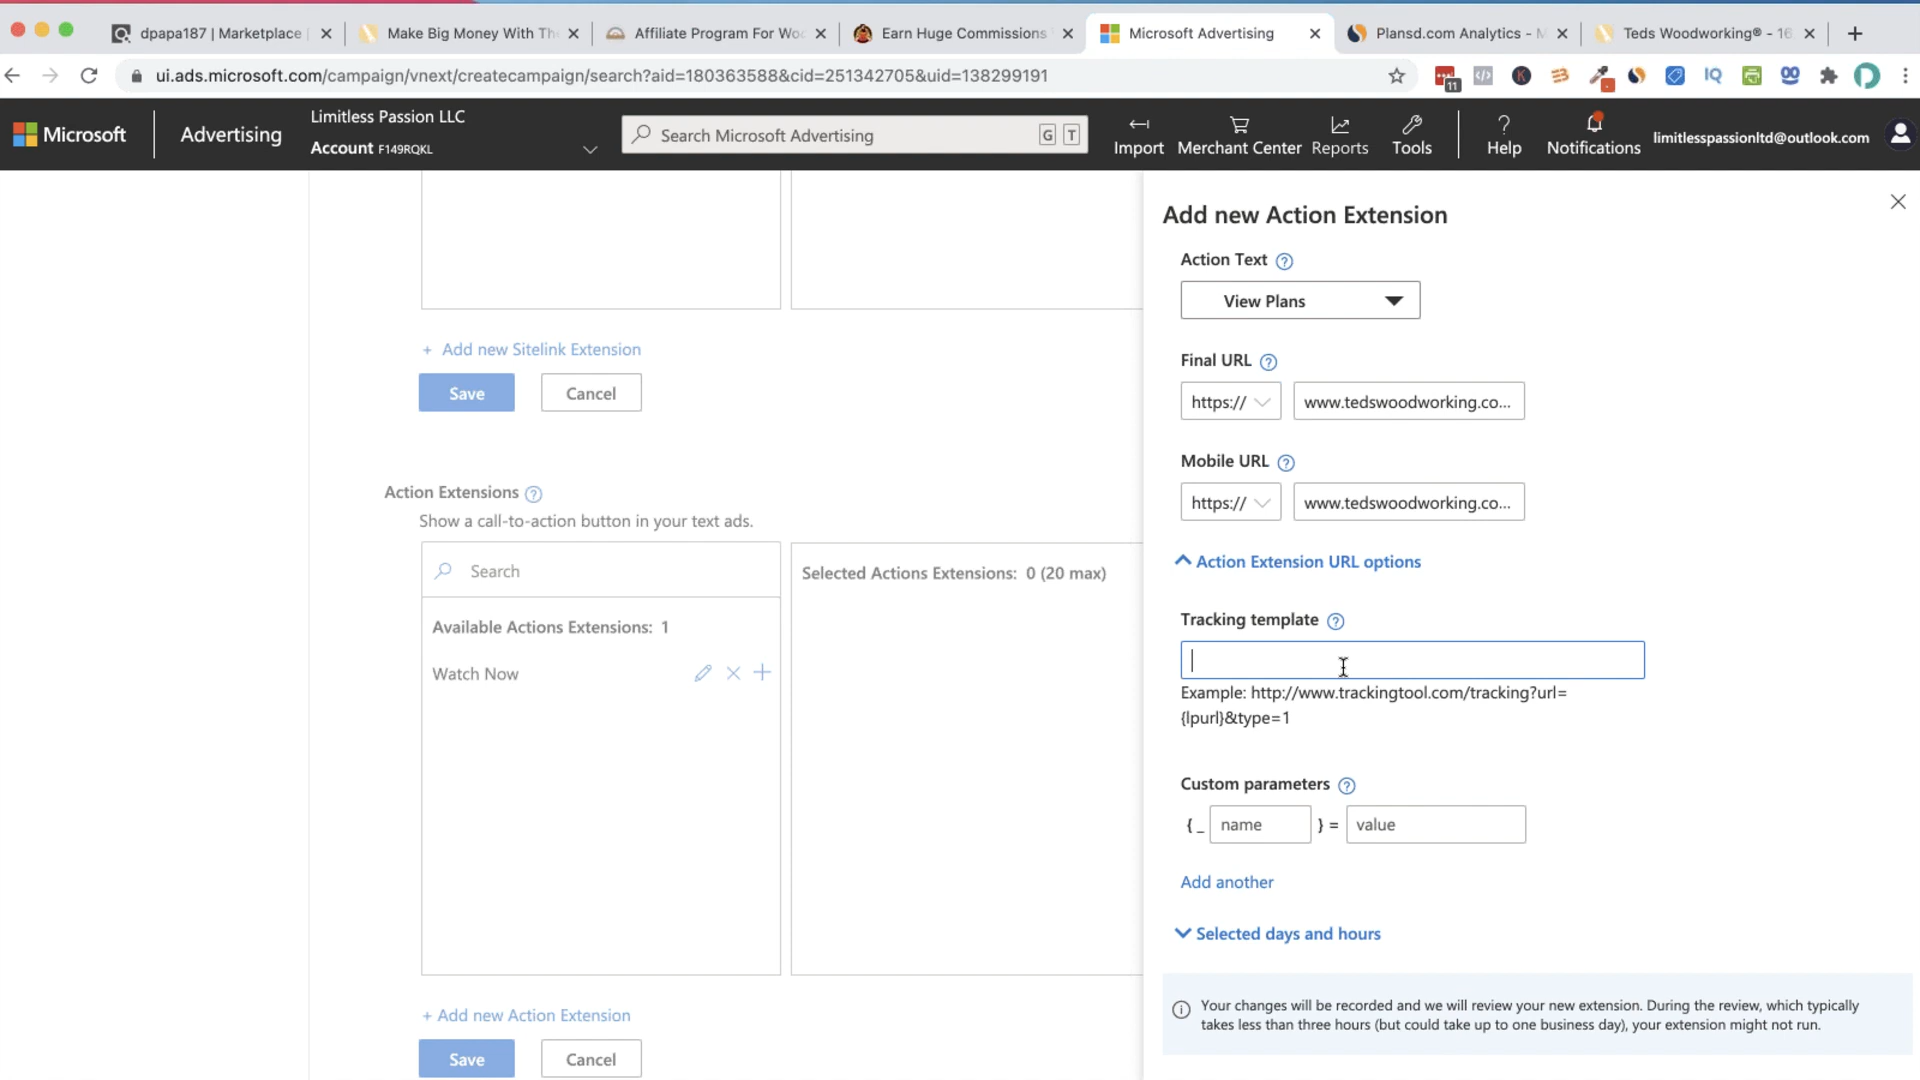 dpapa187 | Marketplace
Make Big Money With Th
Affiliate Program For Woo
Earn Huge Commissions
Microsoft Advertising
Plansd.com Analytics - M
Teds Woodworking® - 16
ui.ads.microsoft.com/campaign/vnext/createcampaign/search?aid=180363588&cid=251342705&uid=138299191
11
IQ
Microsoft
Advertising
Limitless Passion LLC
Account F149RQKL
Search Microsoft Advertising
G T
Import
Merchant Center
Reports
Tools
Help
Notifications
limitlesspassionltd@outlook.com
+ Add new Sitelink Extension
Save
Cancel
Action Extensions
Show a call-to-action button in your text ads.
Search
Available Actions Extensions: 1
Watch Now
Selected Actions Extensions: 0 (20 max)
+ Add new Action Extension
Save
Cancel
Add new Action Extension
Action Text
View Plans
Final URL
https://
www.tedswoodworking.co...
Mobile URL
https://
www.tedswoodworking.co...
Action Extension URL options
Tracking template
Example: http://www.trackingtool.com/tracking?url=
{lpurl}&type=1
Custom parameters
{_ name } = value
Add another
Selected days and hours
Your changes will be recorded and we will review your new extension. During the review, which typically
takes less than three hours (but could take up to one business day), your extension might not run.